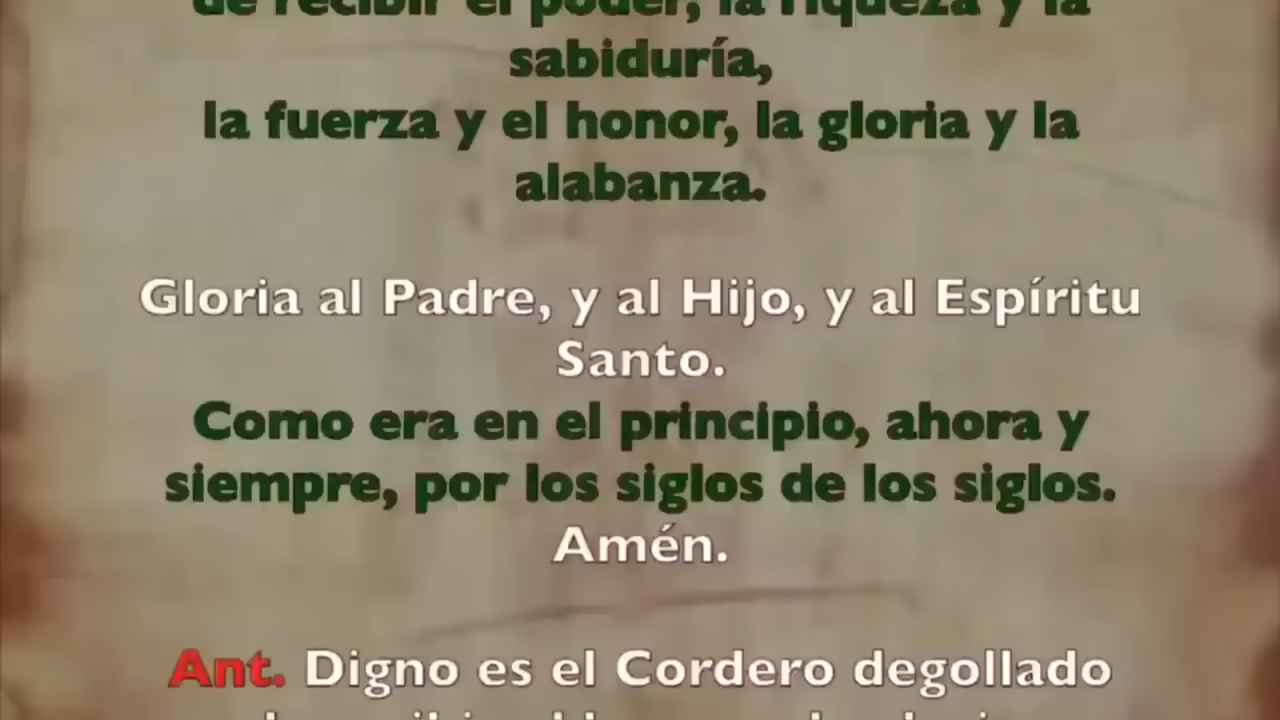 de recibir el poder, la riqueza y la
sabiduría,
la fuerza y el honor, la gloria y la
alabanza.
Gloria al Padre, y al Hijo, y al Espíritu
Santo.
Como era en el principio, ahora y
siempre, por los siglos de los siglos.
Amén.
Ant. Digno es el Cordero degollado